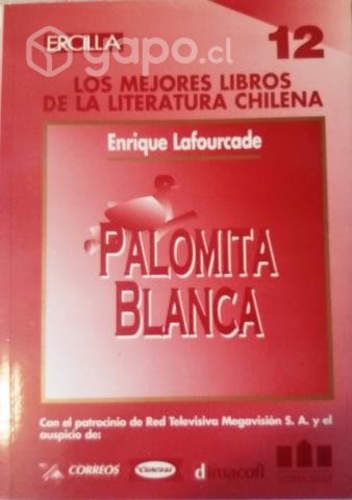 ERCILLA
12
yapo.cl
LOS MEJORES LIBROS
DE LA LITERATURA CHILENA
Enrique Lafourcade
PALOMITA
BLANCA
Con el patrocinio de Red Televisiva Megavisión S. A. y el
auspicio de:
CORREOS
dimacofi